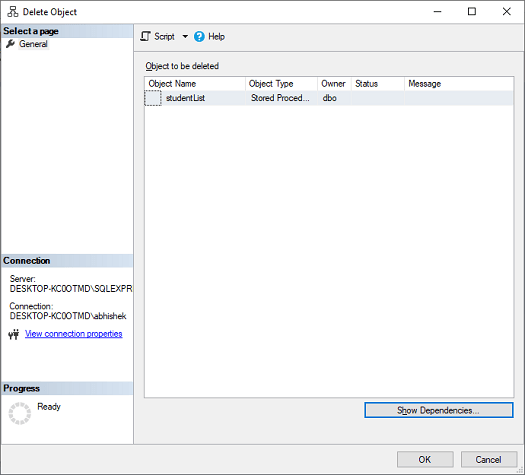 Delete Object
Select a page
General
Script Help
Object to be deleted
Object Name Object Type Owner Status Message
studentList Stored Proced... dbo
Connection
Server:
DESKTOP-KC0OTMD\SQLEXPR
Connection:
DESKTOP-KC0OTMD\abhishek
View connection properties
Progress
Ready
Show Dependencies...
OK Cancel